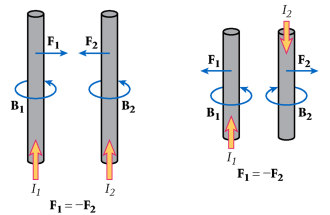 I₂
F₁ F₂ F₁ F₂
B₁ B₂ B₁ B₂
I₁ I₂ I₁
F₁ = −F₂ F₁ = −F₂